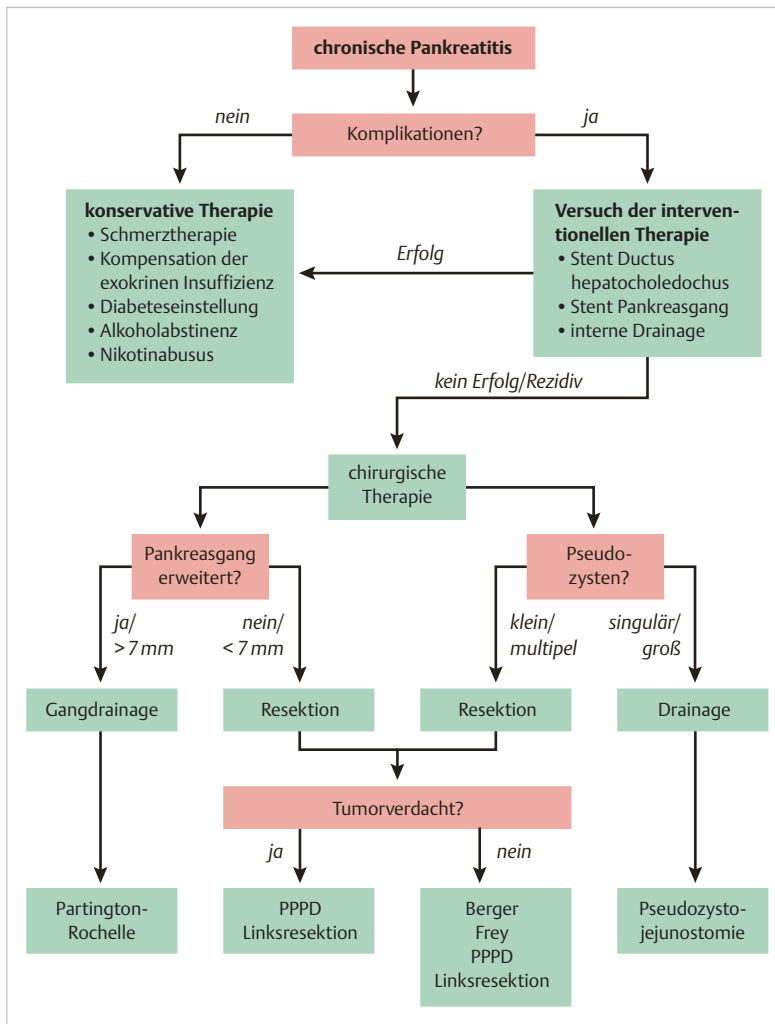 chronische Pankreatitis
nein
Komplikationen?
ja
konservative Therapie
• Schmerztherapie
• Kompensation der
exokrinen Insuffizienz
• Diabeteseinstellung
• Alkoholabstinenz
• Nikotinabusus
Erfolg
Versuch der interven-
tionellen Therapie
• Stent Ductus
hepatocholedochus
• Stent Pankreasgang
• interne Drainage
kein Erfolg/Rezidiv
chirurgische
Therapie
Pankreasgang
erweitert?
Pseudo-
zysten?
ja/
> 7 mm
nein/
< 7 mm
klein/
multipel
singulär/
groß
Gangdrainage
Resektion
Resektion
Drainage
Tumorverdacht?
ja
nein
Partington-
Rochelle
PPPD
Linksresektion
Berger
Frey
PPPD
Linksresektion
Pseudozysto-
jejunostomie